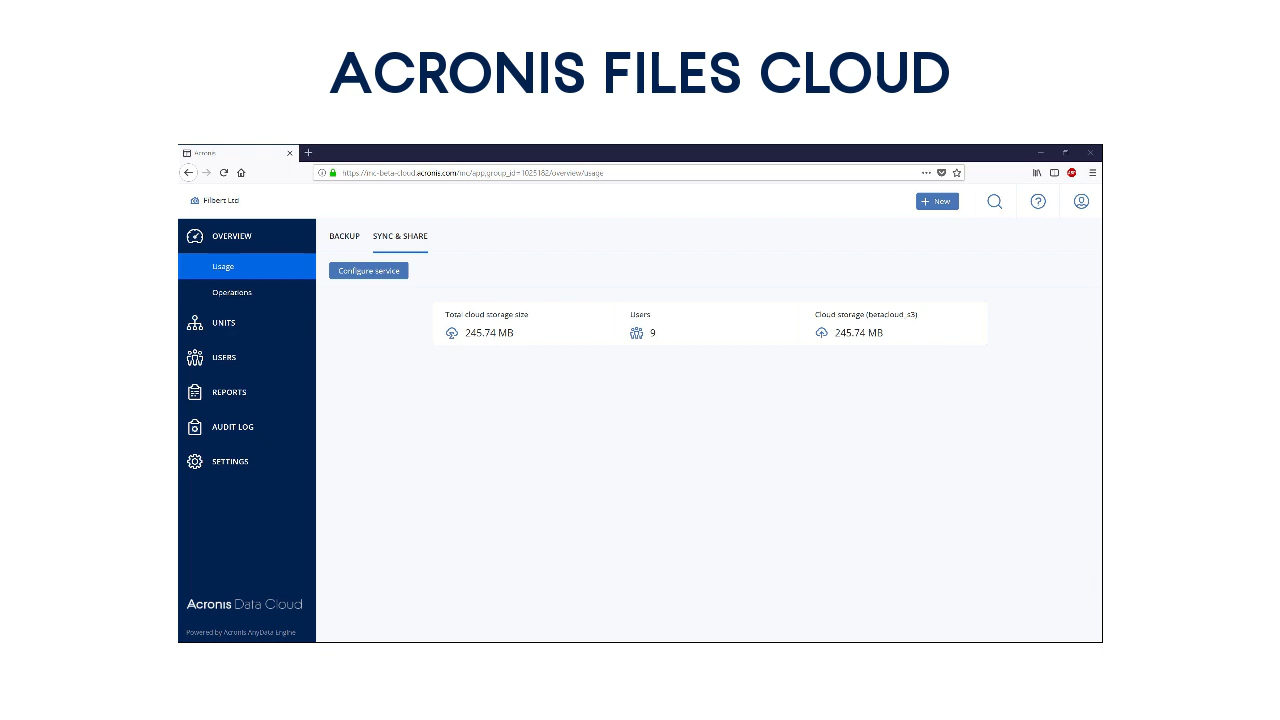 ACRONIS FILES CLOUD
Acronis
https://mc-beta-cloud.acronis.com/mc/app;group_id=1025182/overview/usage
Filbert Ltd
New
OVERVIEW
BACKUP SYNC & SHARE
Usage
Configure service
Operations
Total cloud storage size Users Cloud storage (betacloud_s3)
245.74 MB 9 245.74 MB
UNITS
USERS
REPORTS
AUDIT LOG
SETTINGS
Acronis Data Cloud
Powered by Acronis AnyData Engine